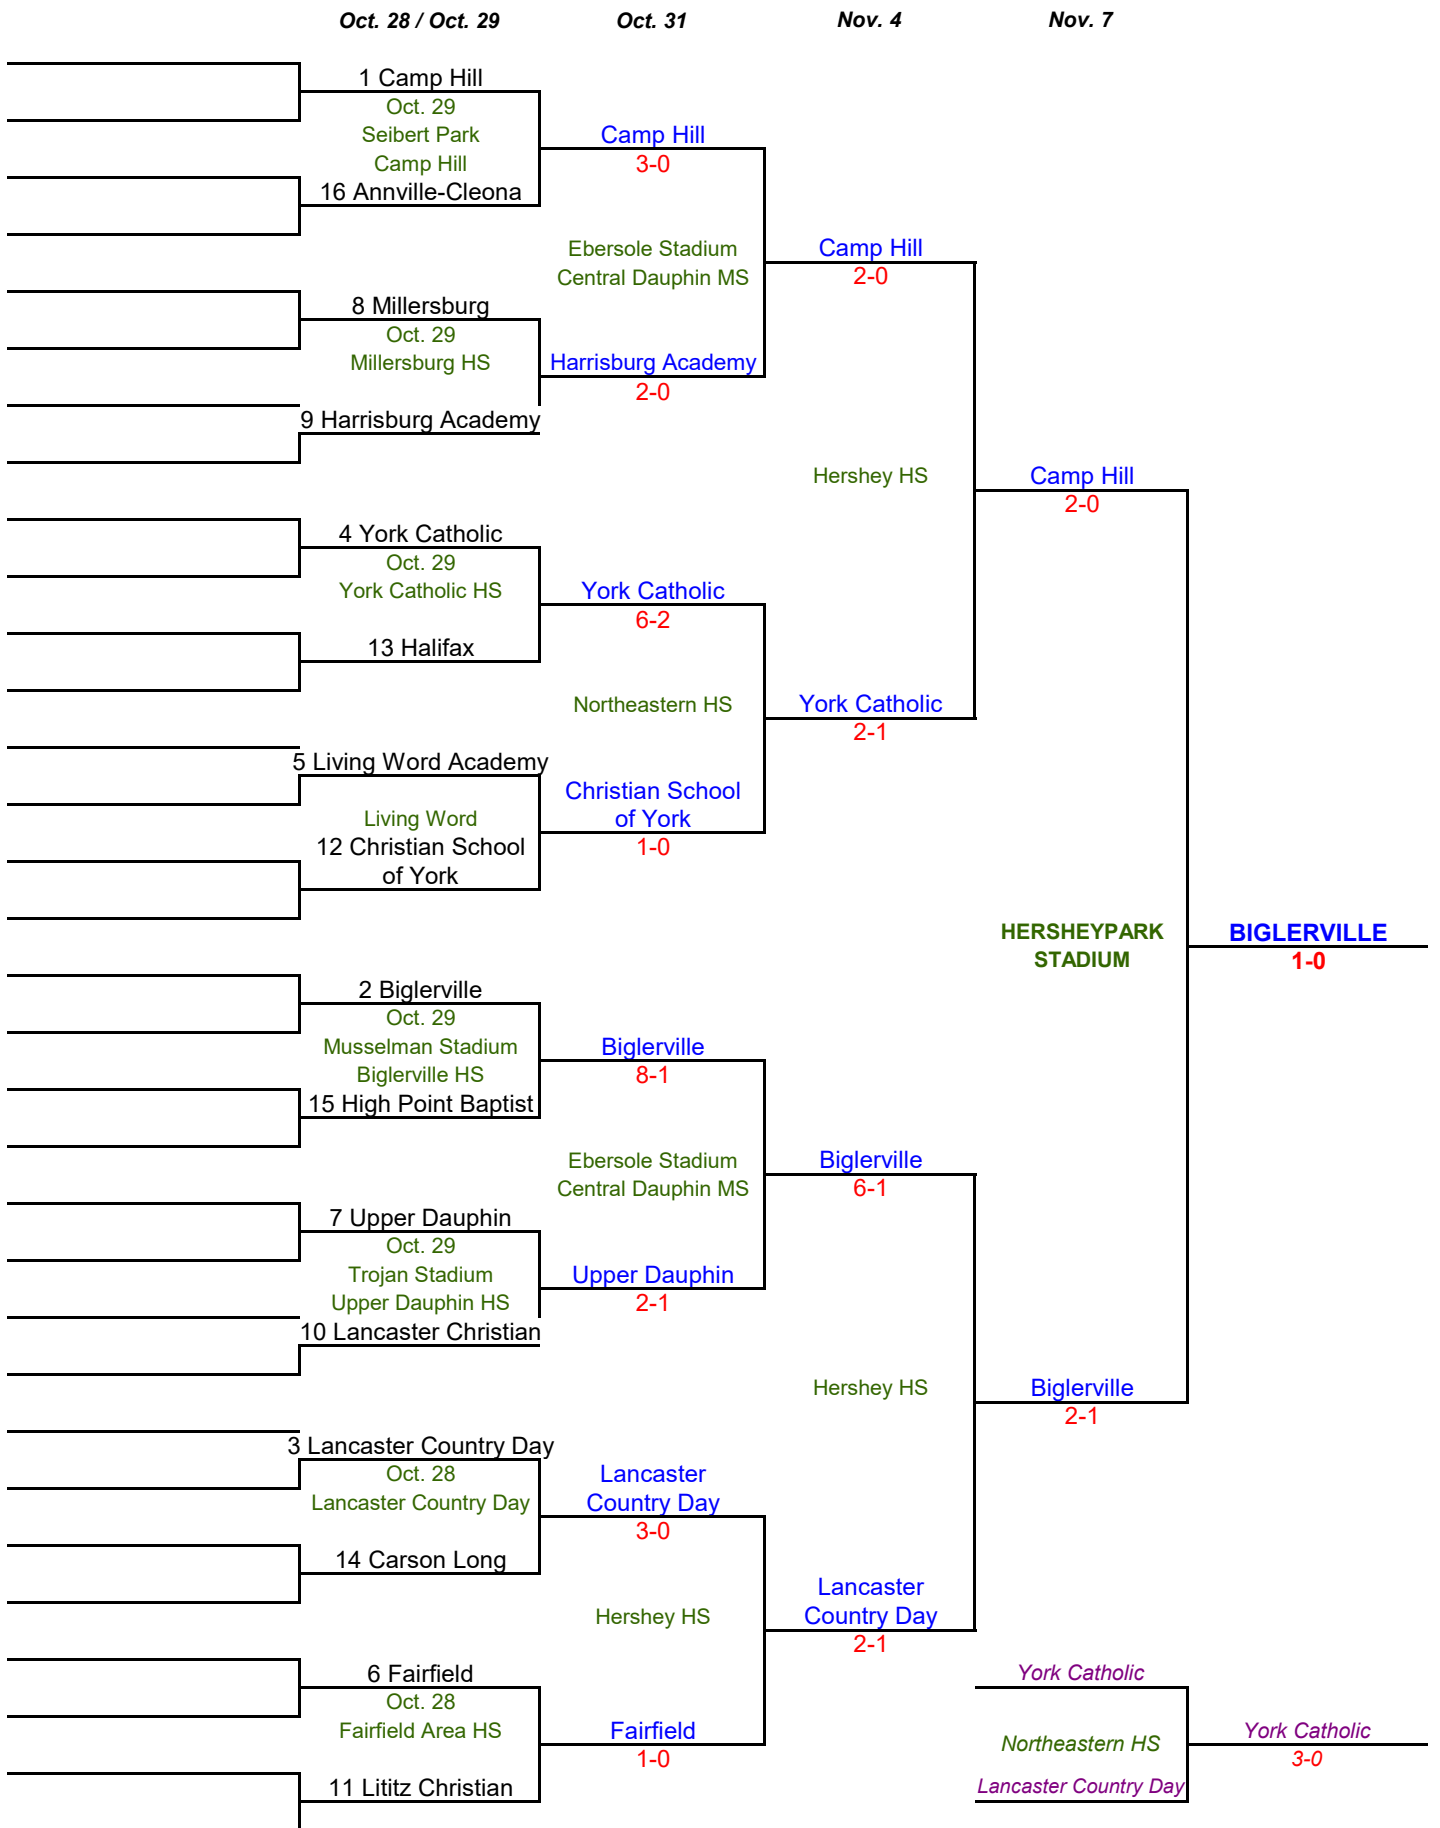 Oct. 28 / Oct. 29 Oct. 31 Nov. 4 Nov. 7
1 Camp Hill
Oct. 29
Seibert Park
Camp Hill
16 Annville-Cleona
Camp Hill
3-0
Ebersole Stadium
Central Dauphin MS
Camp Hill
2-0
8 Millersburg
Oct. 29
Millersburg HS
9 Harrisburg Academy
Harrisburg Academy
2-0
Hershey HS
Camp Hill
2-0
4 York Catholic
Oct. 29
York Catholic HS
13 Halifax
York Catholic
6-2
Northeastern HS
York Catholic
2-1
5 Living Word Academy
Living Word
12 Christian School
of York
Christian School
of York
1-0
HERSHEYPARK
STADIUM
BIGLERVILLE
1-0
2 Biglerville
Oct. 29
Musselman Stadium
Biglerville HS
15 High Point Baptist
Biglerville
8-1
Ebersole Stadium
Central Dauphin MS
Biglerville
6-1
7 Upper Dauphin
Oct. 29
Trojan Stadium
Upper Dauphin HS
10 Lancaster Christian
Upper Dauphin
2-1
Hershey HS
Biglerville
2-1
3 Lancaster Country Day
Oct. 28
Lancaster Country Day
14 Carson Long
Lancaster
Country Day
3-0
Hershey HS
Lancaster
Country Day
2-1
6 Fairfield
Oct. 28
Fairfield Area HS
11 Lititz Christian
Fairfield
1-0
York Catholic
Northeastern HS
Lancaster Country Day
York Catholic
3-0